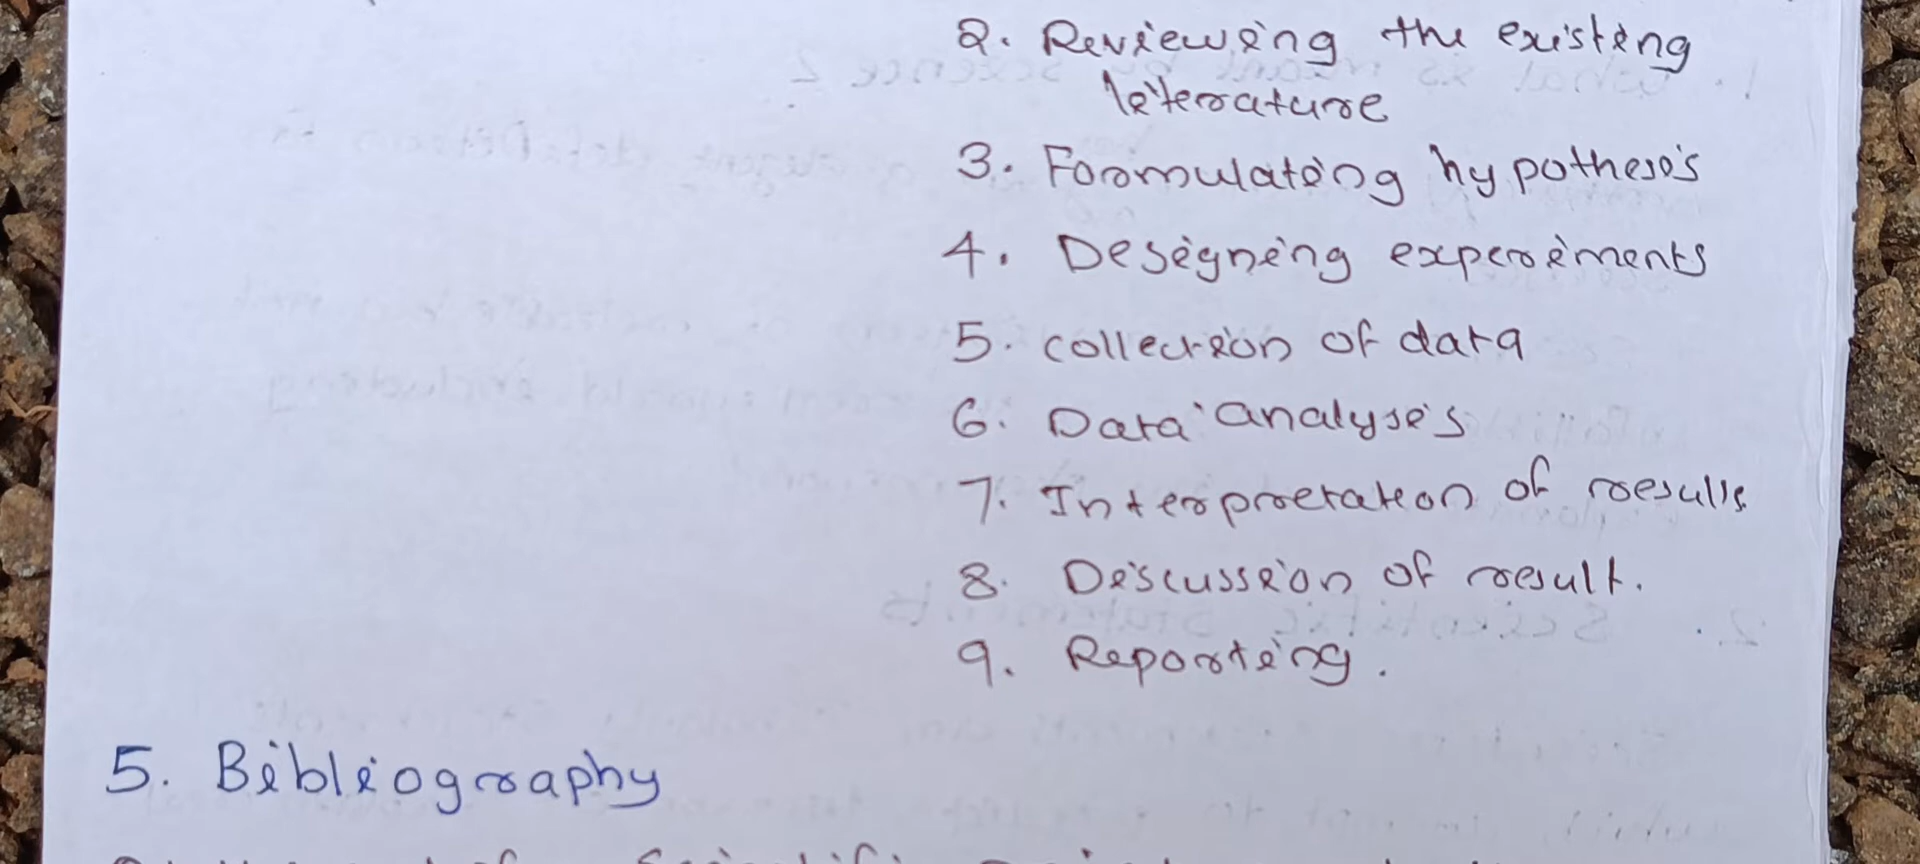 2. Reviewing the existing
literature
3. Formulating hypothesis
4. Designing experiments
5. collection of data
6. Data analysis
7. Interpretation of results
8. Discussion of result.
9. Reporting.
5. Bibliography